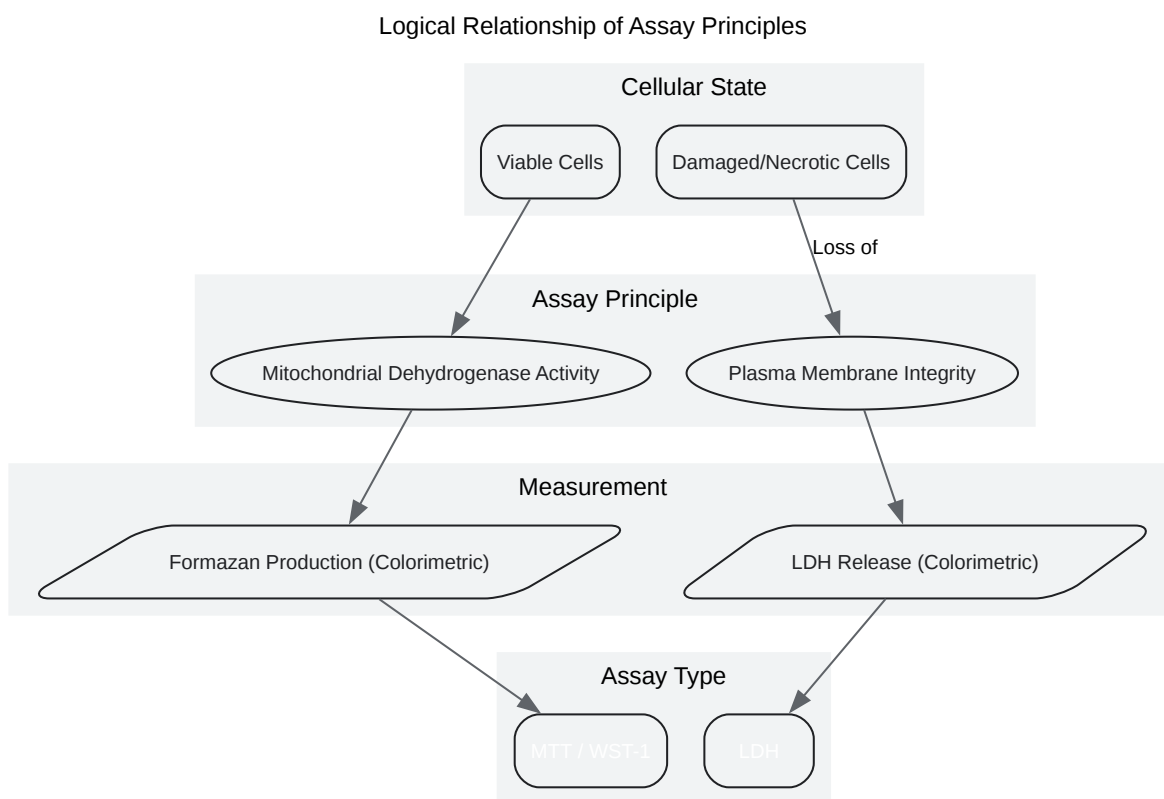 Logical Relationship of Assay Principles
Cellular State
Viable Cells
Damaged/Necrotic Cells
Loss of
Assay Principle
Mitochondrial Dehydrogenase Activity
Plasma Membrane Integrity
Measurement
Formazan Production (Colorimetric)
LDH Release (Colorimetric)
Assay Type
MTT / WST-1
LDH